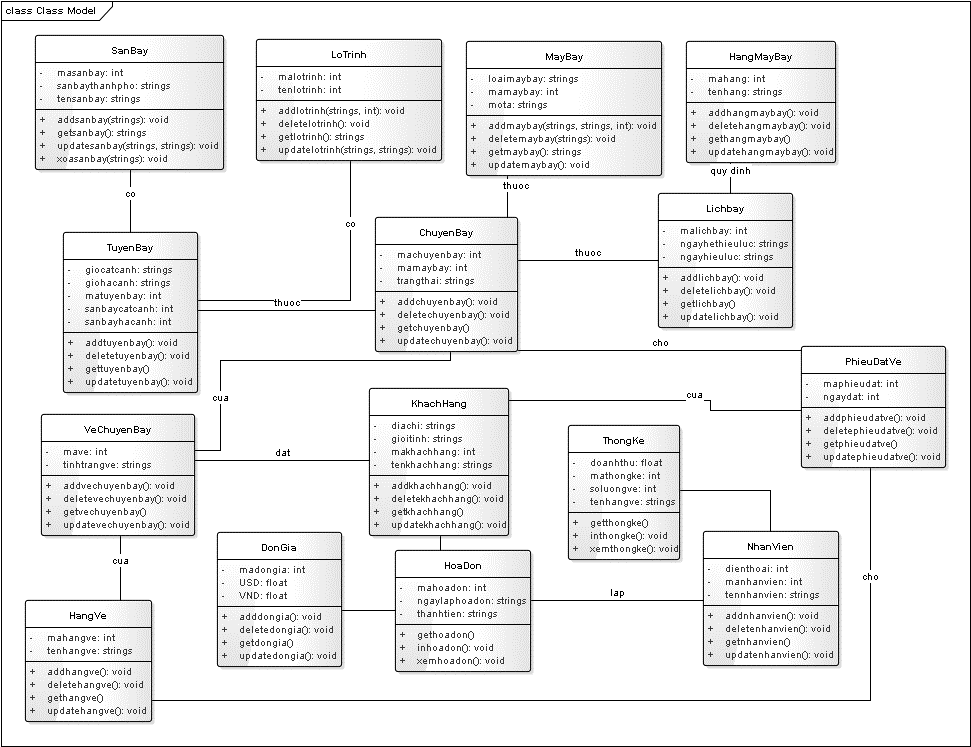 class Class Model
SanBay
- masanbay: int
- sanbaythanhpho: strings
- tensanbay: strings
+ addsanbay(strings): void
+ getsanbay(): strings
+ updatesanbay(strings, strings): void
+ xoasanbay(strings): void
LoTrinh
- malotrinh: int
- tenlotrinh: int
+ addlotrinh(strings, int): void
+ deletelotrinh(): void
+ getlotrinh(): strings
+ updatelotrinh(strings, strings): void
MayBay
- loaimaybay: strings
- mamaybay: int
- mota: strings
+ addmaybay(strings, strings, int): void
+ deletemaybay(strings): void
+ getmaybay(): strings
+ updatemaybay(): void
HangMayBay
- mahang: int
- tenhang: strings
+ addhangmaybay(): void
+ deletehangmaybay(): void
+ gethangmaybay()
+ updatehangmaybay(): void
co
co
thuoc
quy dinh
TuyenBay
- giocatcanh: strings
- giohacanh: strings
- matuyenbay: int
- sanbaycatcanh: int
- sanbayhacanh: int
+ addtuyenbay(): void
+ deletetuyenbay(): void
+ gettuyenbay()
+ updatetuyenbay(): void
thuoc
ChuyenBay
- machuyenbay: int
- mamaybay: int
- trangthai: strings
+ addchuyenbay(): void
+ deletechuyenbay(): void
+ getchuyenbay()
+ updatechuyenbay(): void
thuoc
Lichbay
- malichbay: int
- ngayhethieuluc: strings
- ngayhieuluc: strings
+ addlichbay(): void
+ deletelichbay(): void
+ getlichbay()
+ updatelichbay(): void
cho
cua
PhieuDatVe
- maphieudat: int
- ngaydat: int
+ addphieudatve(): void
+ deletephieudatve(): void
+ getphieudatve()
+ updatephieudatve(): void
VeChuyenBay
- mave: int
- tinhtrangve: strings
+ addvechuyenbay(): void
+ deletevechuyenbay(): void
+ getvechuyenbay()
+ updatevechuyenbay(): void
dat
KhachHang
- diachi: strings
- gioitinh: strings
- makhachhang: int
- tenkhachhang: strings
+ addkhachhang(): void
+ deletekhachhang(): void
+ getkhachhang()
+ updatekhachhang(): void
cua
ThongKe
- doanhthu: float
- mathongke: int
- soluongve: int
- tenhangve: strings
+ getthongke()
+ inthongke(): void
+ xemthongke(): void
cua
DonGia
- madongia: int
- USD: float
- VND: float
+ adddongia(): void
+ deletedongia(): void
+ getdongia()
+ updatedongia(): void
HoaDon
- mahoadon: int
- ngaylaphoadon: strings
- thanhtien: strings
+ gethoadon()
+ inhoadon(): void
+ xemhoadon(): void
lap
NhanVien
- dienthoai: int
- manhanvien: int
- tennhanvien: strings
+ addnhanvien(): void
+ deletenhanvien(): void
+ getnhanvien()
+ updatenhanvien(): void
cho
HangVe
- mahangve: int
- tenhangve: strings
+ addhangve(): void
+ deletehangve(): void
+ gethangve()
+ updatehangve(): void